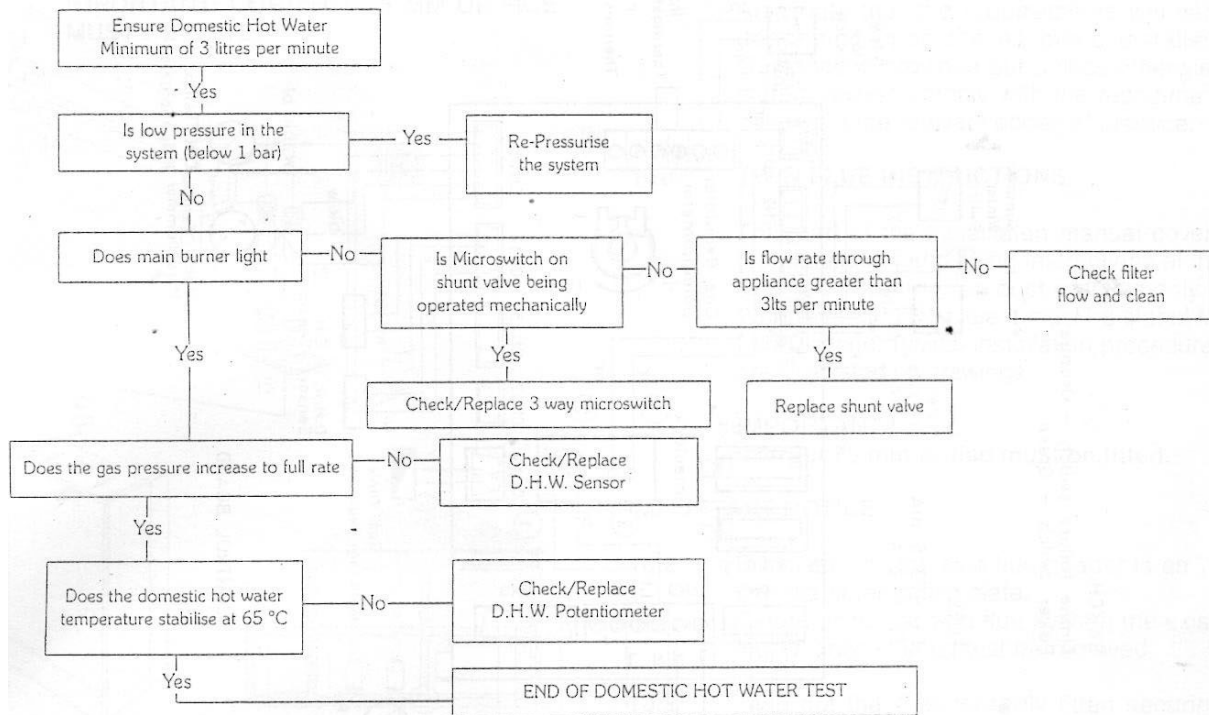 Ensure Domestic Hot Water
Minimum of 3 litres per minute
Yes
Is low pressure in the
system (below 1 bar)
Yes
Re-Pressurise
the system
No
Does main burner light
No
Is Microswitch on
shunt valve being
operated mechanically
No
Is flow rate through
appliance greater than
3lts per minute
No
Check filter
flow and clean
Yes
Yes
Yes
Check/Replace 3 way microswitch
Replace shunt valve
Does the gas pressure increase to full rate
No
Check/Replace
D.H.W. Sensor
Yes
Does the domestic hot water
temperature stabilise at 65 °C
No
Check/Replace
D.H.W. Potentiometer
Yes
END OF DOMESTIC HOT WATER TEST